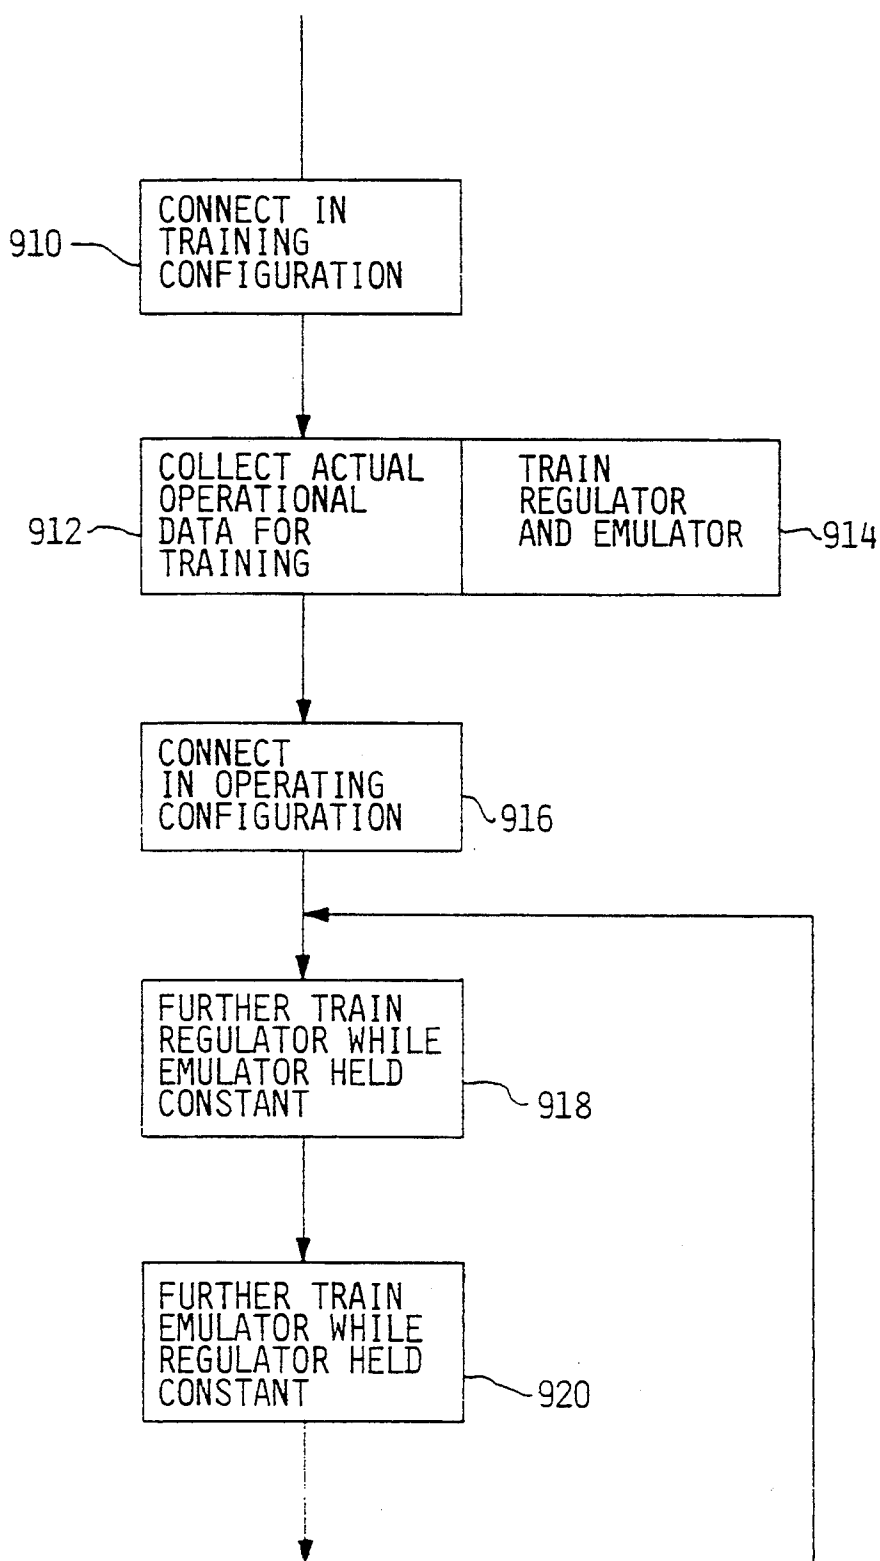 CONNECT IN
TRAINING
CONFIGURATION
910
COLLECT ACTUAL
OPERATIONAL
DATA FOR
TRAINING
912
TRAIN
REGULATOR
AND EMULATOR
914
CONNECT
IN OPERATING
CONFIGURATION
916
FURTHER TRAIN
REGULATOR WHILE
EMULATOR HELD
CONSTANT
918
FURTHER TRAIN
EMULATOR WHILE
REGULATOR HELD
CONSTANT
920